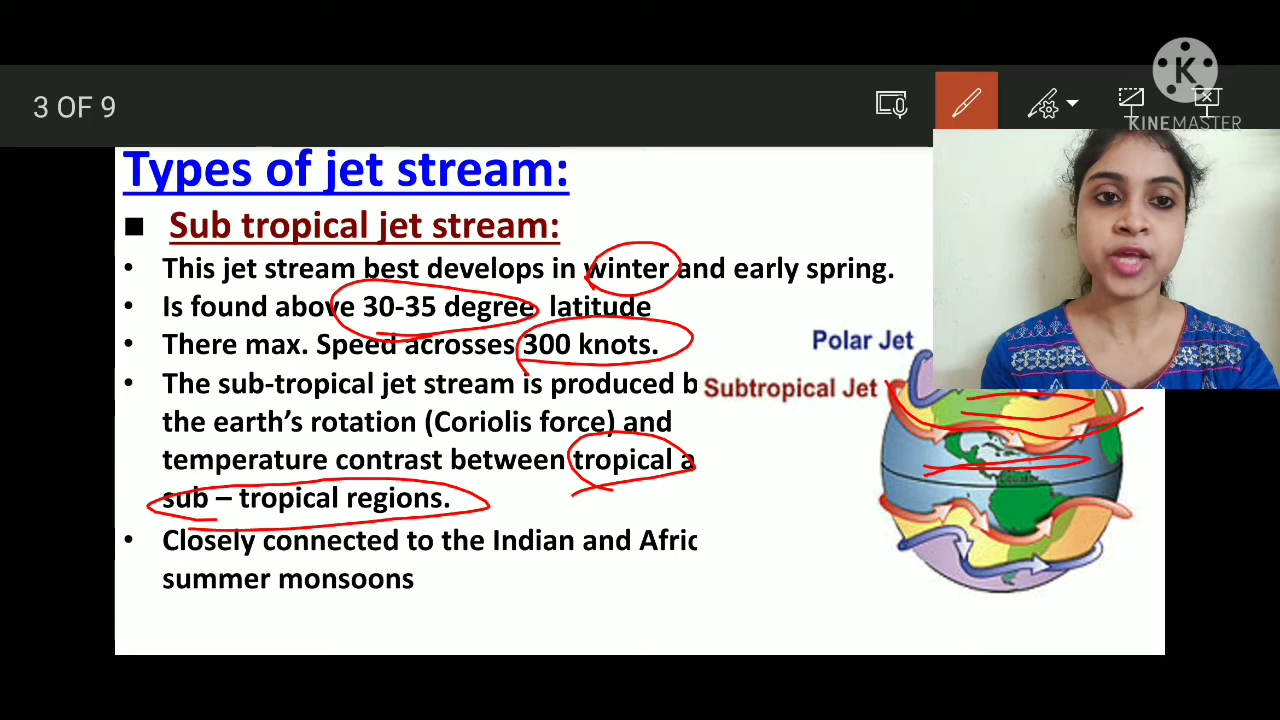 3 OF 9
K
KINEMASTER
Types of jet stream:
■ Sub tropical jet stream:
• This jet stream best develops in winter and early spring.
• Is found above 30-35 degree latitude
• There max. Speed acrosses 300 knots.
• The sub-tropical jet stream is produced b
the earth's rotation (Coriolis force) and
temperature contrast between tropical a
sub – tropical regions.
• Closely connected to the Indian and Afric
summer monsoons
Polar Jet
Subtropical Jet